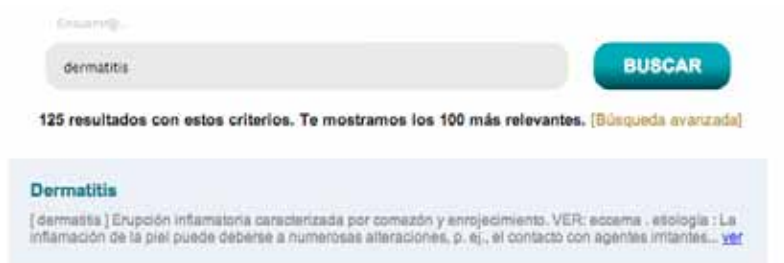 dermatitis
BUSCAR
125 resultados con estos criterios. Te mostramos los 100 más relevantes. [Búsqueda avanzada]
Dermatitis
[ dermatitis ] Erupción inflamatoria caracterizada por comezón y enrojecimiento. VER: eccema . etiología : La
inflamación de la piel puede deberse a numerosas alteraciones, p. ej., el contacto con agentes irritantes... ver